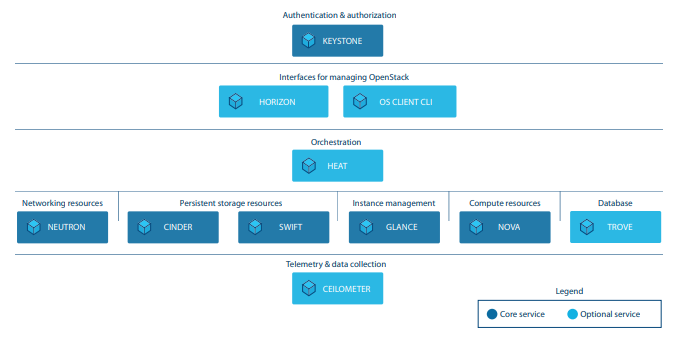 Authentication & authorization
KEYSTONE
Interfaces for managing OpenStack
HORIZON
OS CLIENT CLI
Orchestration
HEAT
Networking resources
Persistent storage resources
Instance management
Compute resources
Database
NEUTRON
CINDER
SWIFT
GLANCE
NOVA
TROVE
Telemetry & data collection
CEILOMETER
Legend
Core service
Optional service